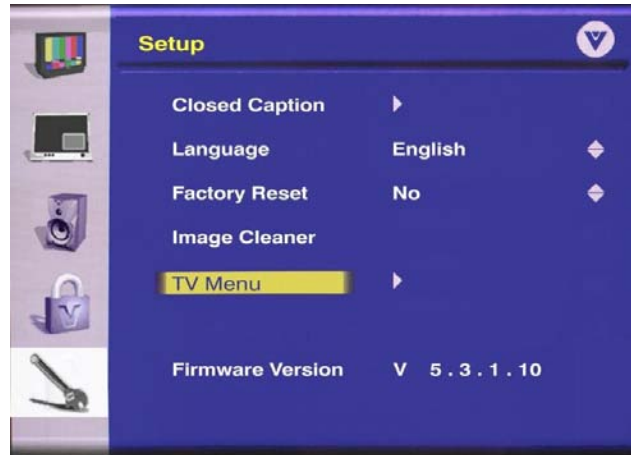 Setup
V
Closed Caption
Language English
Factory Reset No
Image Cleaner
TV Menu
Firmware Version V 5.3.1.10
V